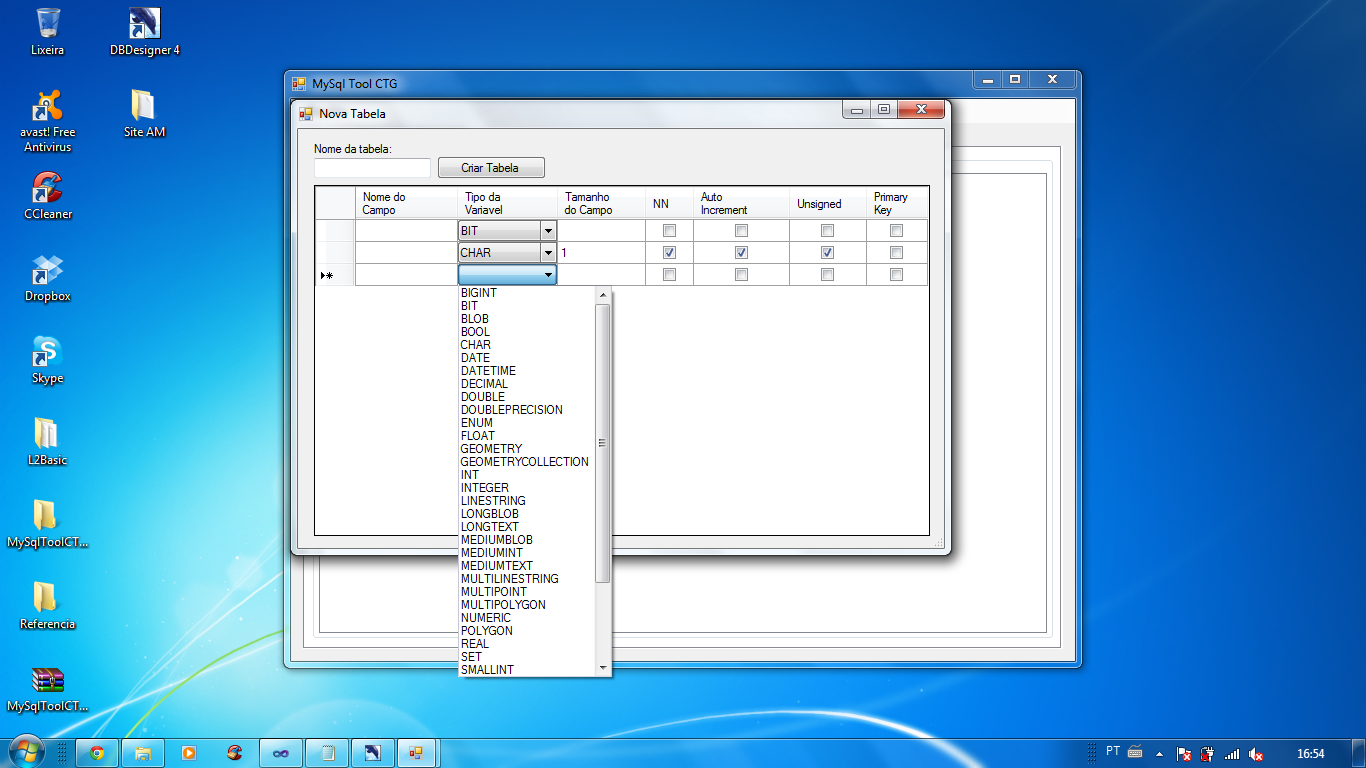 Lixeira
DBDesigner 4
avast! Free
Antivirus
Site AM
CCleaner
Dropbox
Skype
L2Basic
MySqlToolCT...
Referencia
MySqlToolCT...
MySql Tool CTG
Nova Tabela
Nome da tabela:
Criar Tabela
Nome do
Campo
Tipo da
Variavel
Tamanho
do Campo
NN
Auto
Increment
Unsigned
Primary
Key
BIT
CHAR 1
BIGINT
BIT
BLOB
BOOL
CHAR
DATE
DATETIME
DECIMAL
DOUBLE
DOUBLEPRECISION
ENUM
FLOAT
GEOMETRY
GEOMETRYCOLLECTION
INT
INTEGER
LINESTRING
LONGBLOB
LONGTEXT
MEDIUMBLOB
MEDIUMINT
MEDIUMTEXT
MULTILINESTRING
MULTIPOINT
MULTIPOLYGON
NUMERIC
POLYGON
REAL
SET
SMALLINT
PT
16:54